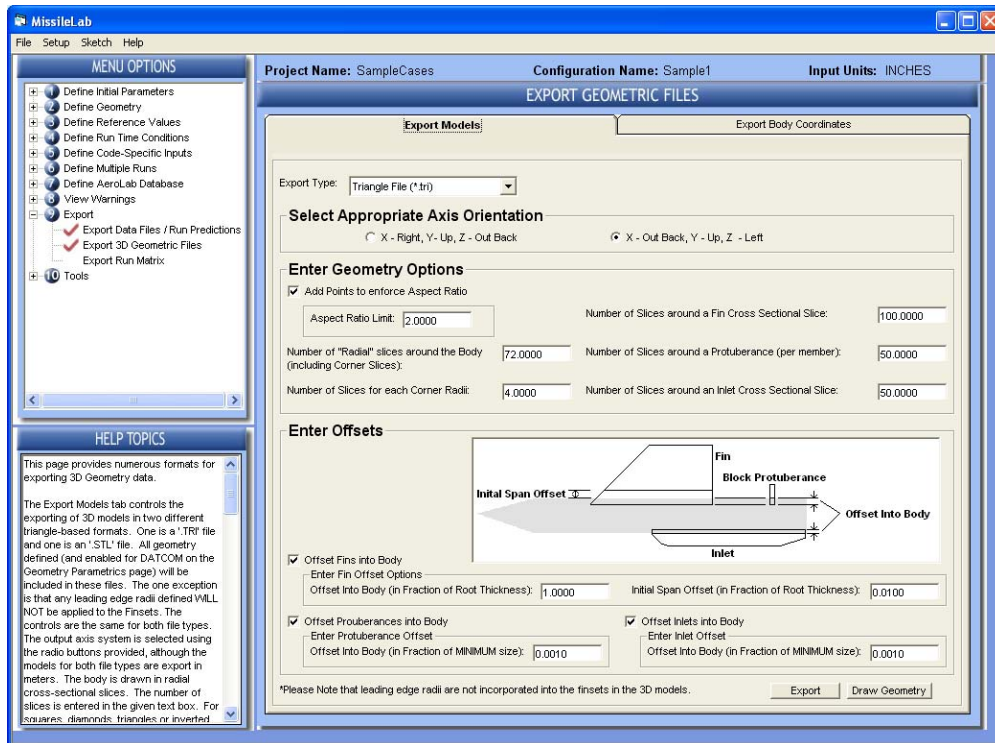 MissileLab
File Setup Sketch Help
MENU OPTIONS
1 Define Initial Parameters
2 Define Geometry
3 Define Reference Values
4 Define Run Time Conditions
5 Define Code-Specific Inputs
6 Define Multiple Runs
7 Define AeroLab Database
8 View Warnings
9 Export
Export Data Files / Run Predictions
Export 3D Geometric Files
Export Run Matrix
10 Tools
HELP TOPICS
This page provides numerous formats for
exporting 3D Geometry data.
The Export Models tab controls the
exporting of 3D models in two different
triangle-based formats. One is a '.TRI' file
and one is an '.STL' file. All geometry
defined (and enabled for DATCOM on the
Geometry Parametrics page) will be
included in these files. The one exception
is that any leading edge radii defined WILL
NOT be applied to the Finsets. The
controls are the same for both file types.
The output axis system is selected using
the radio buttons provided, although the
models for both file types are export in
meters. The body is drawn in radial
cross-sectional slices. The number of
slices is entered in the given text box. For
squares, diamonds, triangles or inverted
Project Name: SampleCases Configuration Name: Sample1 Input Units: INCHES
EXPORT GEOMETRIC FILES
Export Models Export Body Coordinates
Export Type: Triangle File (*.tri)
Select Appropriate Axis Orientation
X - Right, Y- Up, Z - Out Back X - Out Back, Y - Up, Z - Left
Enter Geometry Options
Add Points to enforce Aspect Ratio
Aspect Ratio Limit: 2.0000
Number of Slices around a Fin Cross Sectional Slice: 100.0000
Number of "Radial" slices around the Body
(including Corner Slices): 72.0000
Number of Slices around a Protuberance (per member): 50.0000
Number of Slices for each Corner Radii: 4.0000
Number of Slices around an Inlet Cross Sectional Slice: 50.0000
Enter Offsets
Fin
Block Protuberance
Inital Span Offset
Offset Into Body
Inlet
Offset Fins into Body
Enter Fin Offset Options
Offset Into Body (in Fraction of Root Thickness): 1.0000 Initial Span Offset (in Fraction of Root Thickness): 0.0100
Offset Prouberances into Body Offset Inlets into Body
Enter Protuberance Offset Enter Inlet Offset
Offset Into Body (in Fraction of MINIMUM size): 0.0010 Offset Into Body (in Fraction of MINIMUM size): 0.0010
*Please Note that leading edge radii are not incorporated into the finsets in the 3D models. Export Draw Geometry